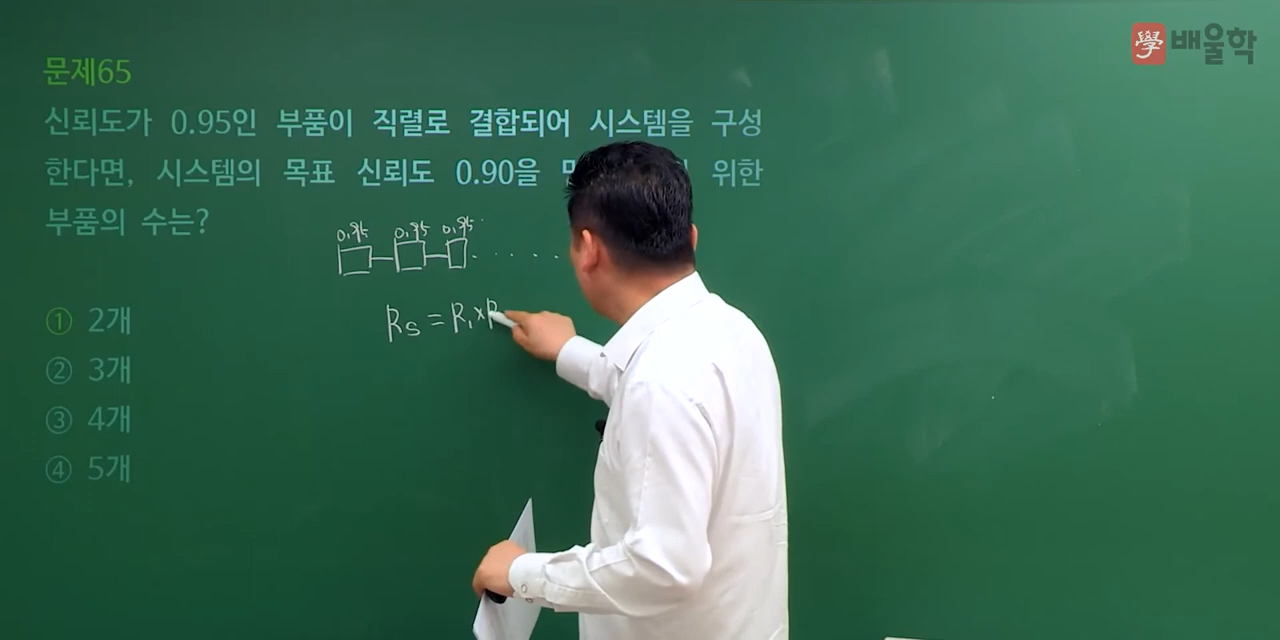 學 배울학
문제65
신뢰도가 0.95인 부품이 직렬로 결합되어 시스템을 구성
한다면, 시스템의 목표 신뢰도 0.90을 위한
부품의 수는?
0.95 0.95 0.95
Rs = R₁ × R
① 2개
② 3개
③ 4개
④ 5개